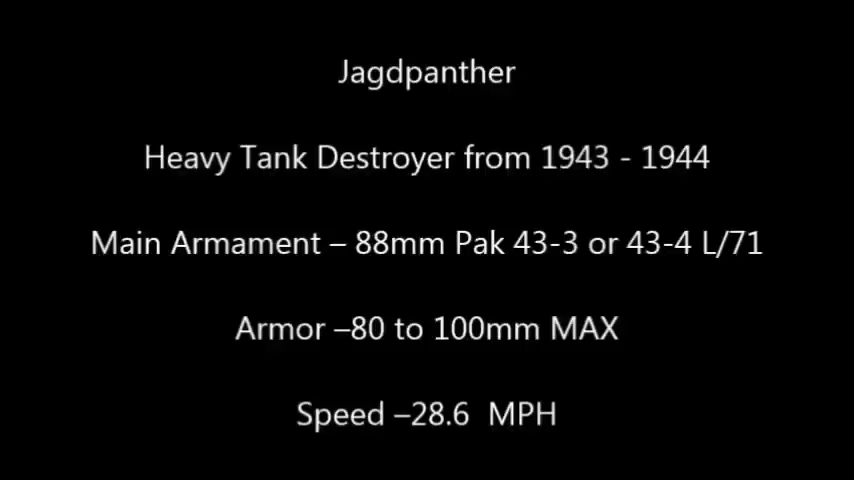 Jagdpanther
Heavy Tank Destroyer from 1943 - 1944
Main Armament – 88mm Pak 43-3 or 43-4 L/71
Armor –80 to 100mm MAX
Speed –28.6  MPH